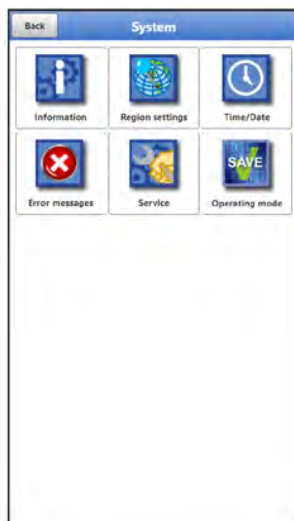 Back
System
Information
Region settings
Time/Date
Error messages
Service
SAVE
Operating mode